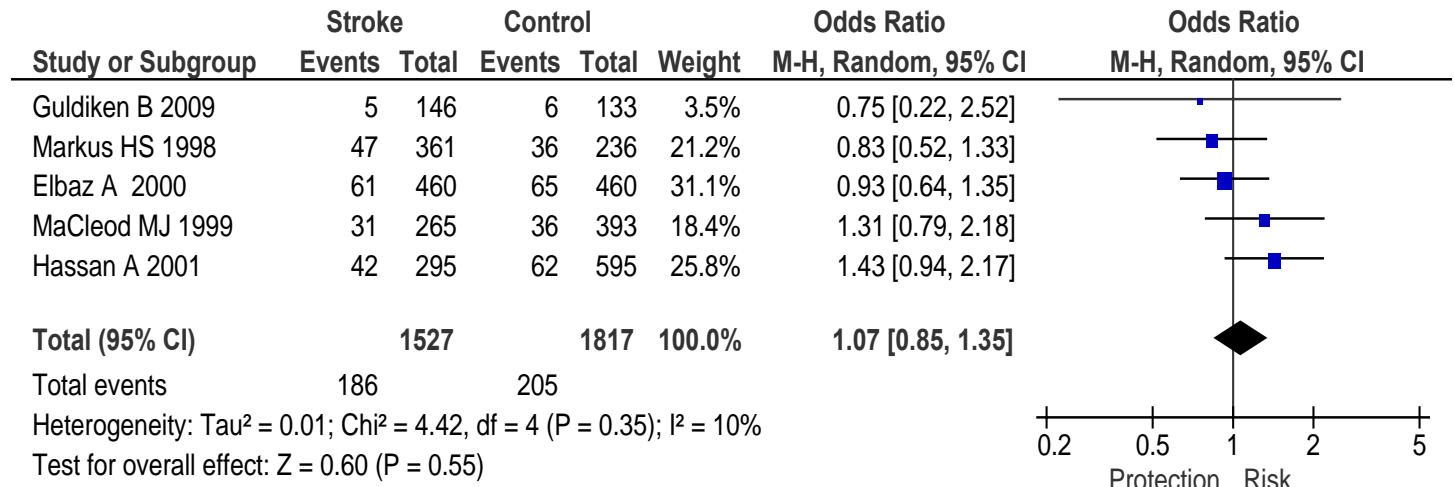 Stroke Control Odds Ratio Odds Ratio
Study or Subgroup Events Total Events Total Weight M-H, Random, 95% CI M-H, Random, 95% CI
Guldiken B 2009 5 146 6 133 3.5% 0.75 [0.22, 2.52]
Markus HS 1998 47 361 36 236 21.2% 0.83 [0.52, 1.33]
Elbaz A 2000 61 460 65 460 31.1% 0.93 [0.64, 1.35]
MaCleod MJ 1999 31 265 36 393 18.4% 1.31 [0.79, 2.18]
Hassan A 2001 42 295 62 595 25.8% 1.43 [0.94, 2.17]
Total (95% CI) 1527 1817 100.0% 1.07 [0.85, 1.35]
Total events 186 205
Heterogeneity: Tau² = 0.01; Chi² = 4.42, df = 4 (P = 0.35); I² = 10%
Test for overall effect: Z = 0.60 (P = 0.55)
0.2 0.5 1 2 5
Protection Risk